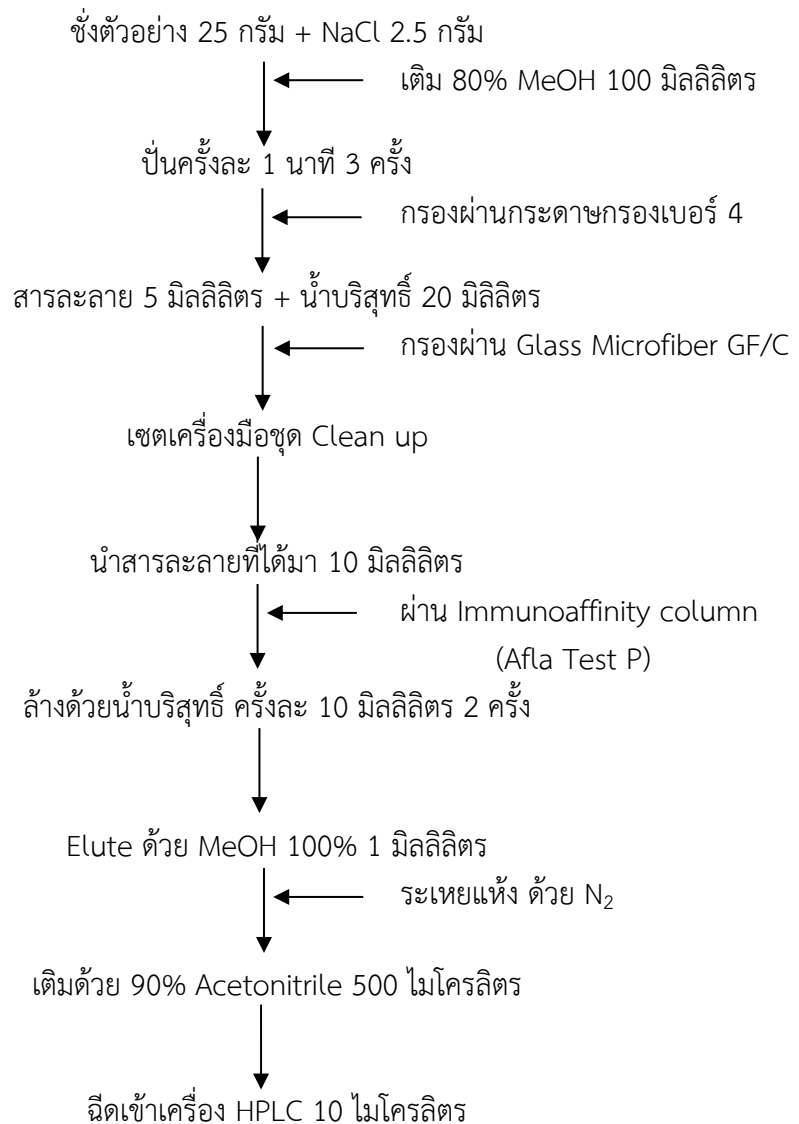 ชั่งตัวอย่าง 25 กรัม + NaCl 2.5 กรัม
เติม 80% MeOH 100 มิลลิลิตร
ปั่นครั้งละ 1 นาที 3 ครั้ง
กรองผ่านกระดาษกรองเบอร์ 4
สารละลาย 5 มิลลิลิตร + น้ำบริสุทธิ์ 20 มิลิลิตร
กรองผ่าน Glass Microfiber GF/C
เซตเครื่องมือชุด Clean up
นำสารละลายที่ได้มา 10 มิลลิลิตร
ผ่าน Immunoaffinity column
(Afla Test P)
ล้างด้วยน้ำบริสุทธิ์ ครั้งละ 10 มิลลิลิตร 2 ครั้ง
Elute ด้วย MeOH 100% 1 มิลลิลิตร
ระเหยแห้ง ด้วย N₂
เติมด้วย 90% Acetonitrile 500 ไมโครลิตร
ฉีดเข้าเครื่อง HPLC 10 ไมโครลิตร